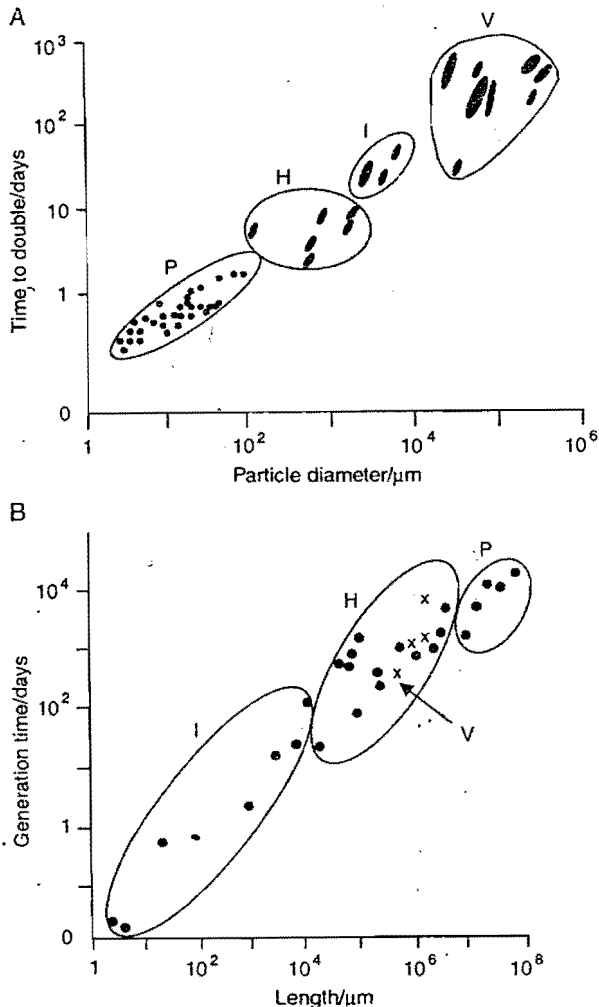 A
V
10³
I
10²
H
10
P
1
0
Time to double/days
1
10²
10⁴
10⁶
Particle diameter/µm
B
P
H
10⁴
10²
I
V
1
0
Generation time/days
1
10²
10⁴
10⁶
10⁸
Length/µm